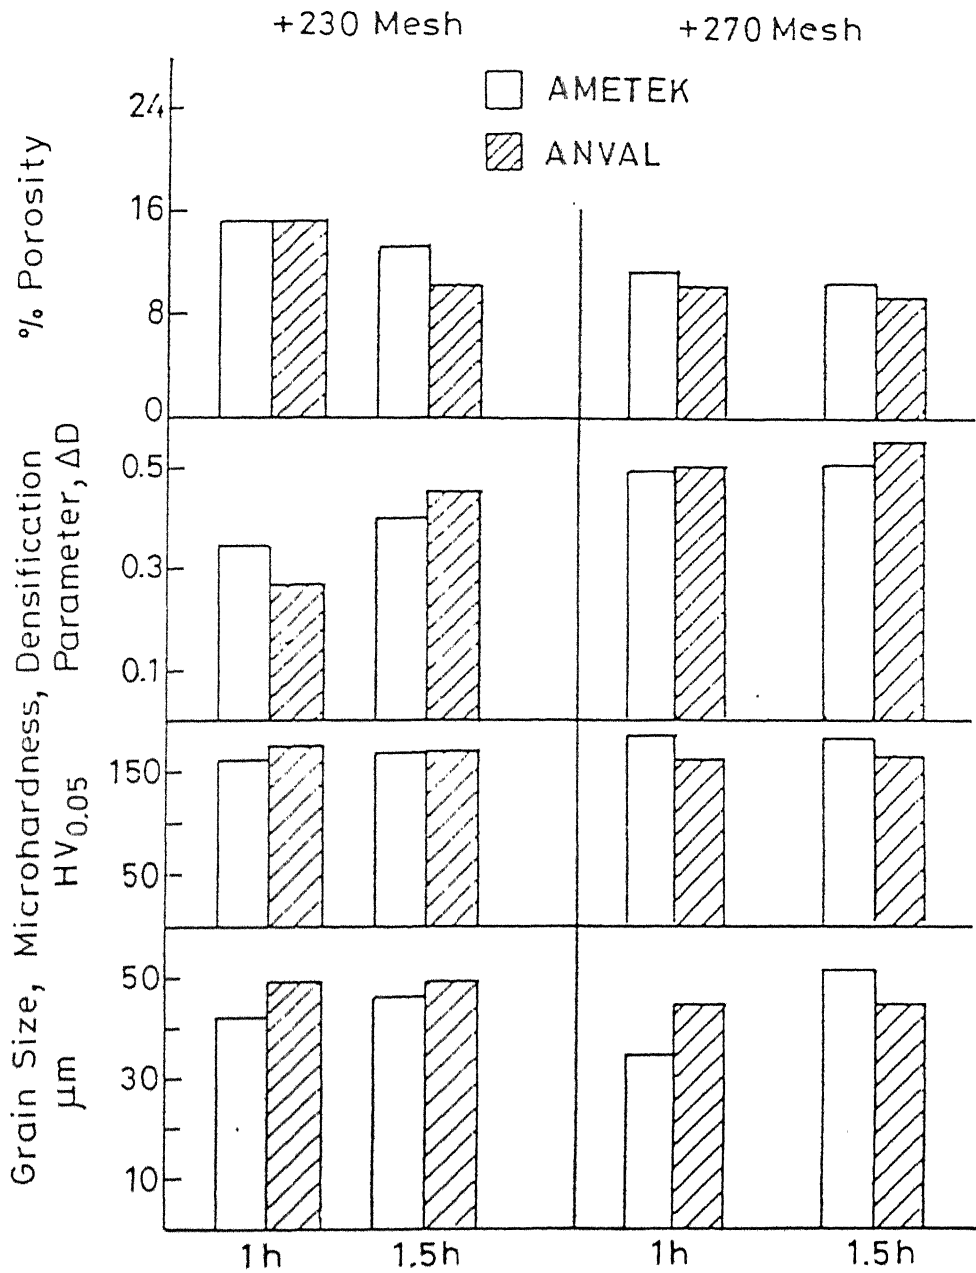 +230 Mesh
+270 Mesh
AMETEK
ANVAL
% Porosity
24
16
8
0
Grain Size, Microhardness, Densification
Parameter, ΔD
0.5
0.3
0.1
HV0.05
150
50
μm
50
30
10
1h
1.5h
1h
1.5h